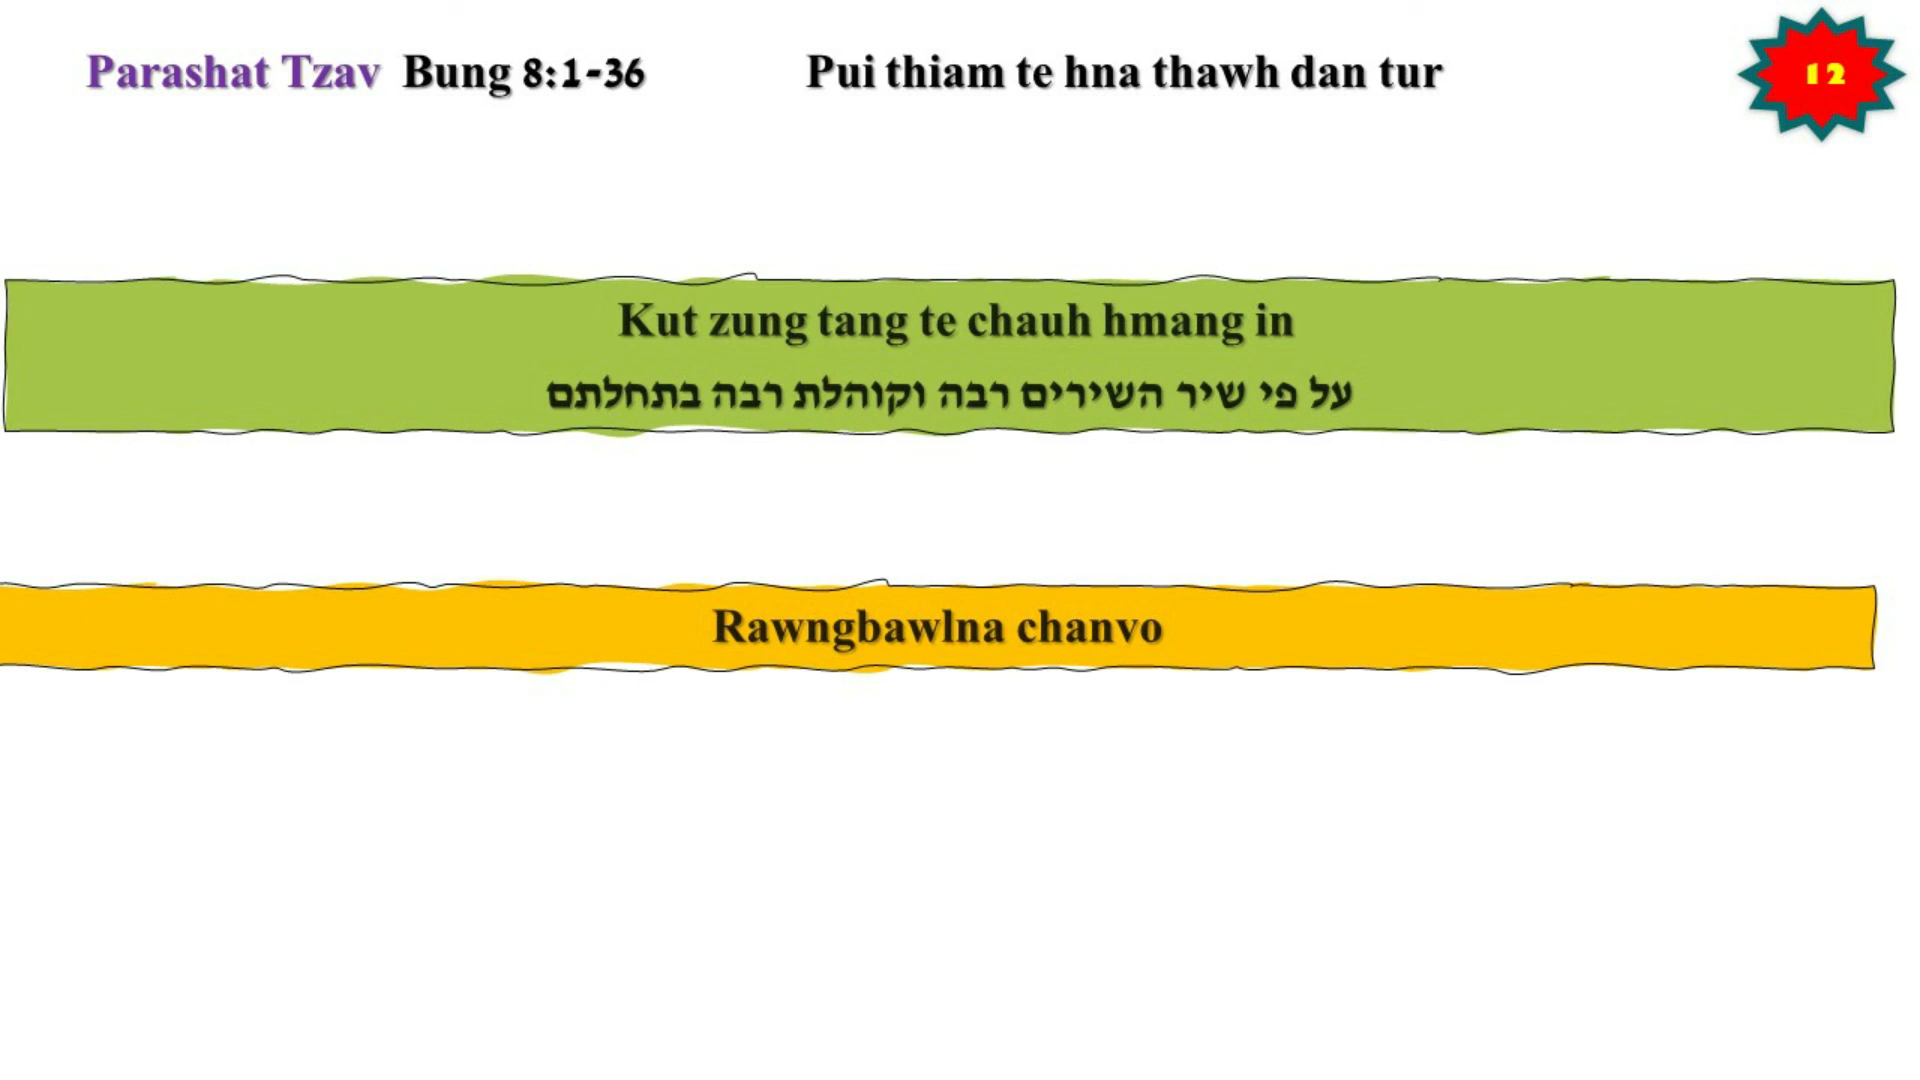 Parashat Tzav Bung 8:1-36 Pui thiam te hna thawh dan tur 12
Kut zung tang te chauh hmang in
על פי שיר השירים רבה וקוהלת רבה בתחלתם
Rawngbawlna chanvo